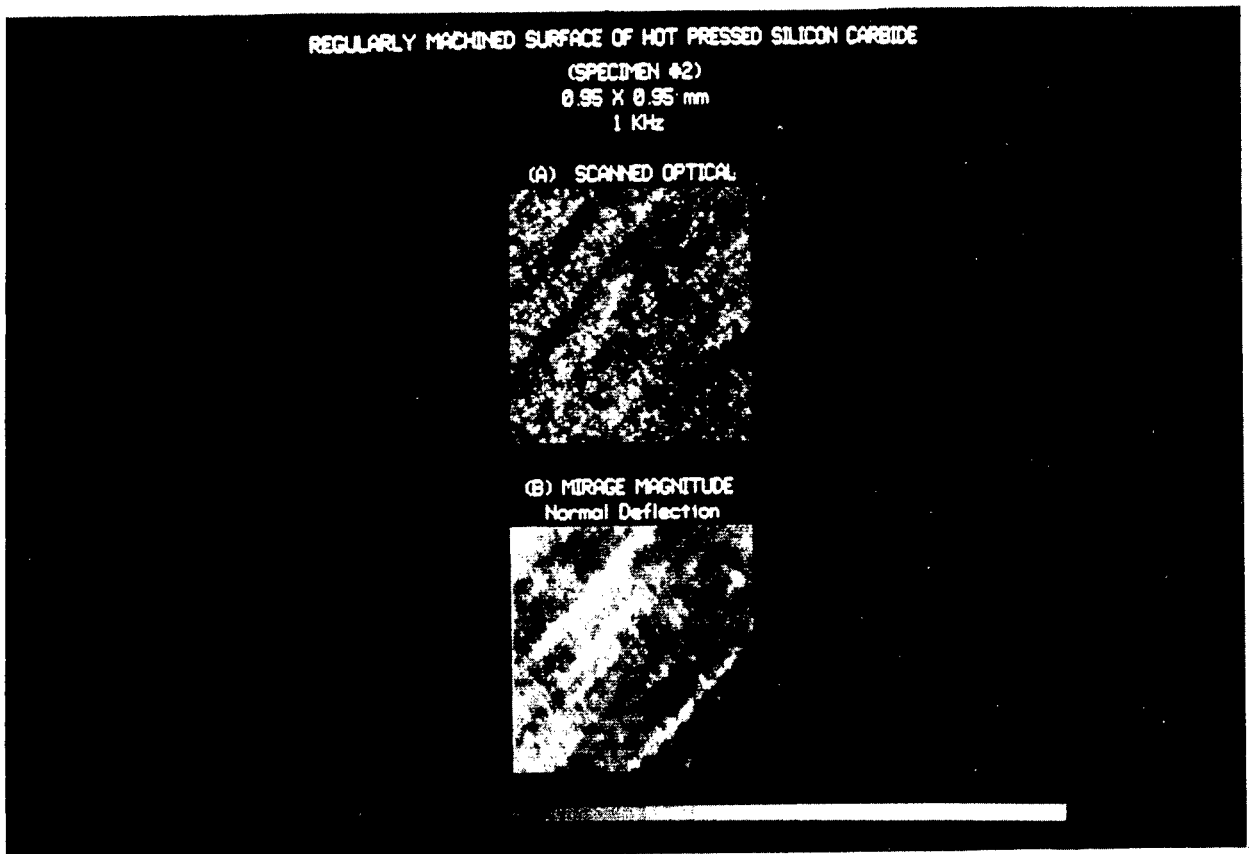 REGULARLY MACHINED SURFACE OF HOT PRESSED SILICON CARBIDE
(SPECIMEN #2)
0.95 X 0.95 mm
1 KHz
(A) SCANNED OPTICAL
(B) MIRAGE MAGNITUDE
Normal Deflection